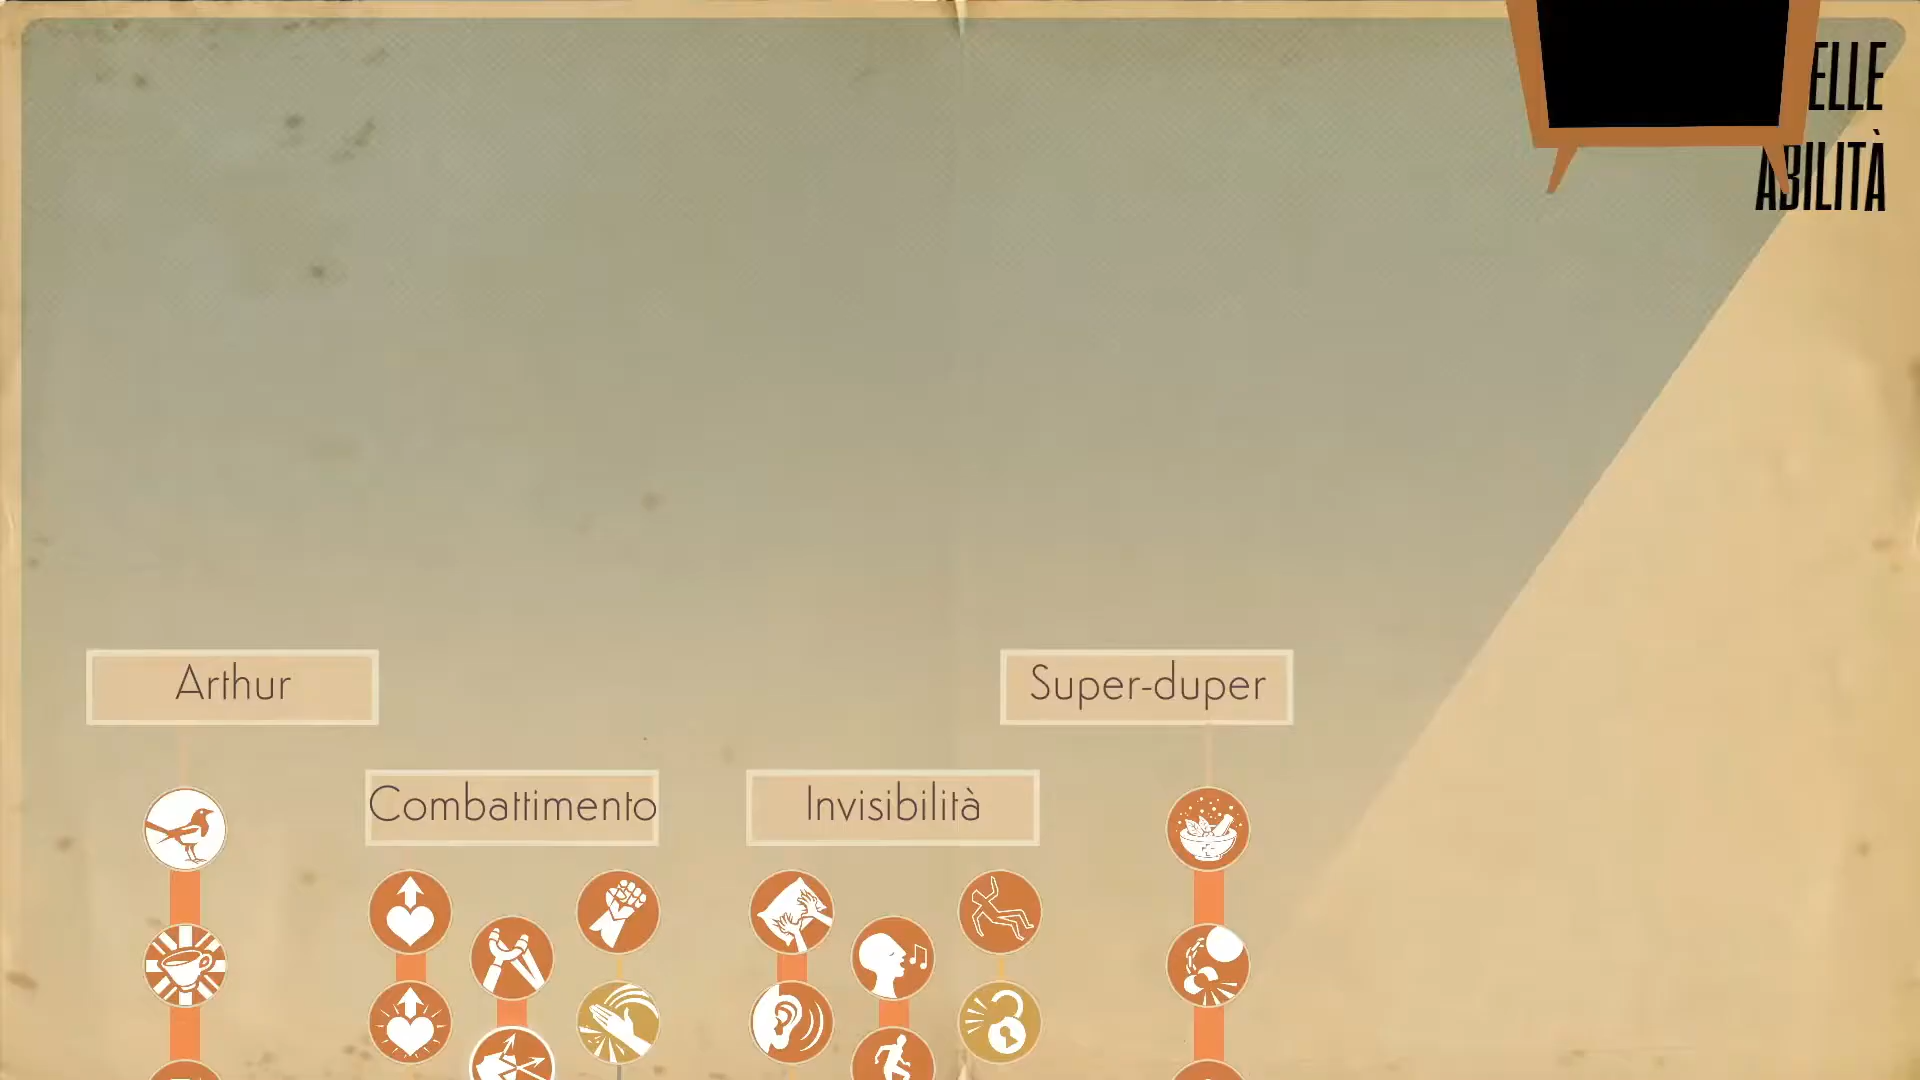 ELLE
ABILITÀ
Arthur
Super-duper
Combattimento
Invisibilità